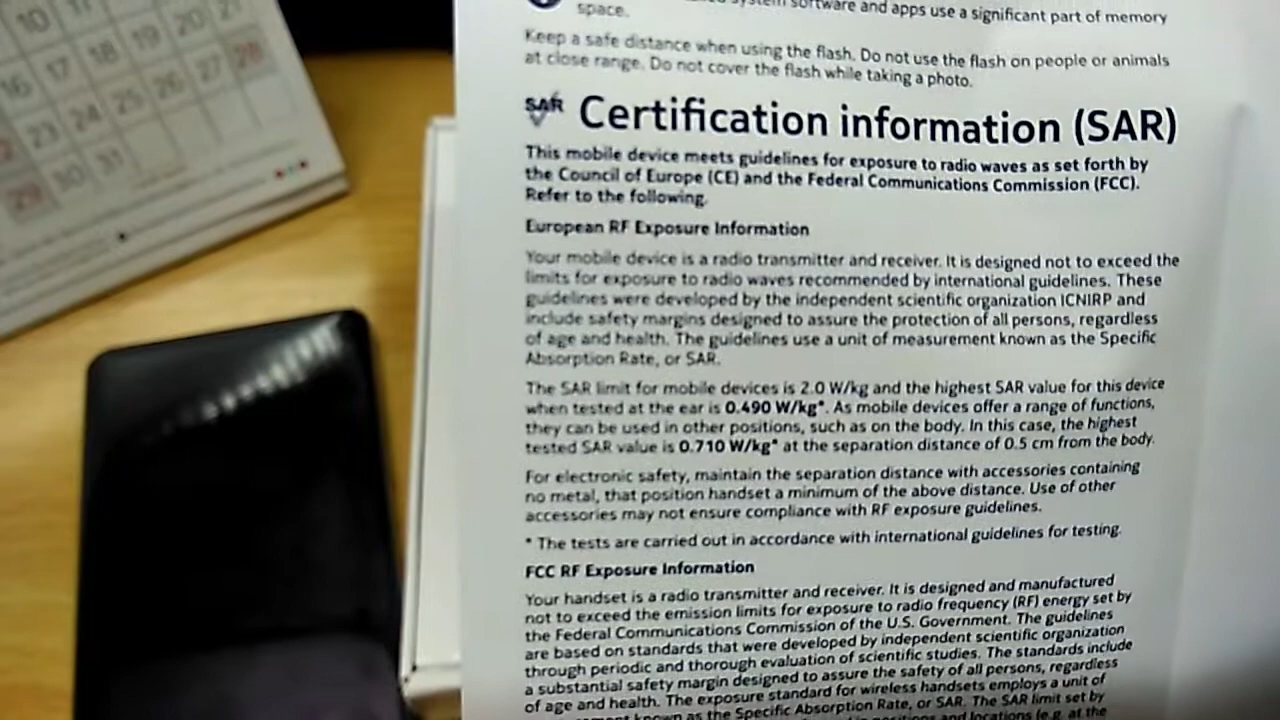 10
16 17 18 19 20 21
23 24 25 26 27 28
29 30 31
system software and apps use a significant part of memory
space.
Keep a safe distance when using the flash. Do not use the flash on people or animals
at close range. Do not cover the flash while taking a photo.
SAR Certification information (SAR)
This mobile device meets guidelines for exposure to radio waves as set forth by
the Council of Europe (CE) and the Federal Communications Commission (FCC).
Refer to the following.
European RF Exposure Information
Your mobile device is a radio transmitter and receiver. It is designed not to exceed the
limits for exposure to radio waves recommended by international guidelines. These
guidelines were developed by the independent scientific organization ICNIRP and
include safety margins designed to assure the protection of all persons, regardless
of age and health. The guidelines use a unit of measurement known as the Specific
Absorption Rate, or SAR.
The SAR limit for mobile devices is 2.0 W/kg and the highest SAR value for this device
when tested at the ear is 0.490 W/kg*. As mobile devices offer a range of functions,
they can be used in other positions, such as on the body. In this case, the highest
tested SAR value is 0.710 W/kg* at the separation distance of 0.5 cm from the body.
For electronic safety, maintain the separation distance with accessories containing
no metal, that position handset a minimum of the above distance. Use of other
accessories may not ensure compliance with RF exposure guidelines.
* The tests are carried out in accordance with international guidelines for testing.
FCC RF Exposure Information
Your handset is a radio transmitter and receiver. It is designed and manufactured
not to exceed the emission limits for exposure to radio frequency (RF) energy set by
the Federal Communications Commission of the U.S. Government. The guidelines
are based on standards that were developed by independent scientific organization
through periodic and thorough evaluation of scientific studies. The standards include
a substantial safety margin designed to assure the safety of all persons, regardless
of age and health. The exposure standard for wireless handsets employs a unit of
known as the Specific Absorption Rate, or SAR. The SAR limit set by